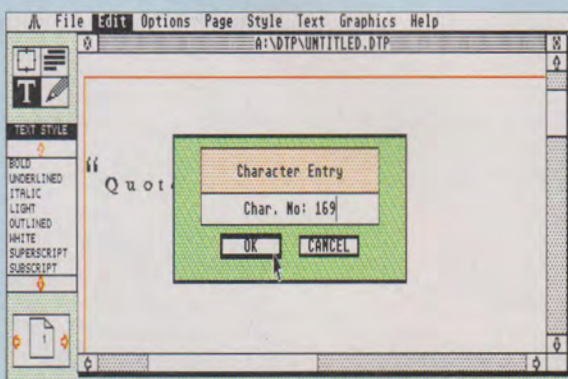 File Edit Options Page Style Text Graphics Help
A:\DTP\UNTITLED.DTP
T
TEXT STYLE
BOLD
UNDERLINED
ITALIC
LIGHT
OUTLINED
WHITE
SUPERSCRIPT
SUBSCRIPT
1
“Quot
Character Entry
Char. No: 169
OK CANCEL